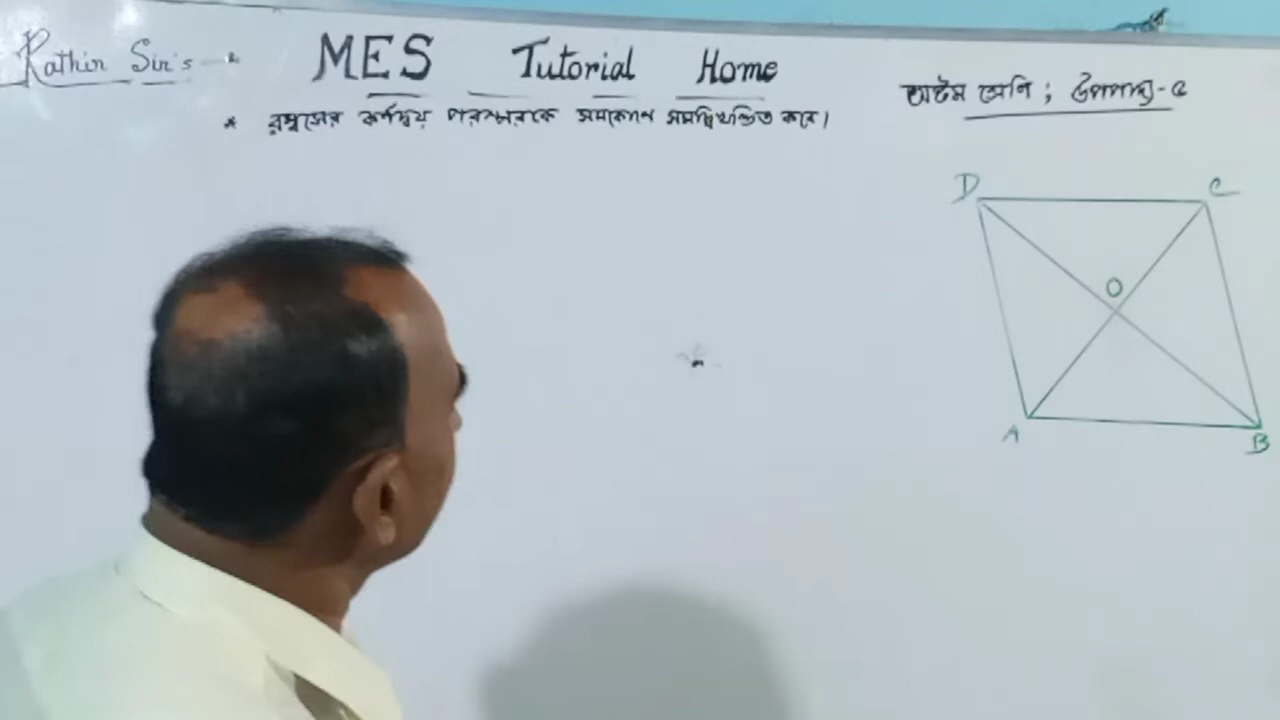 Rathin Sir's
MES Tutorial Home
অষ্টম শ্রেণি ; উপপাদ্য - ৫
* রম্বসের কর্ণদ্বয় পরস্পরকে সমকোণে সমদ্বিখণ্ডিত করে।
D C
O
A B